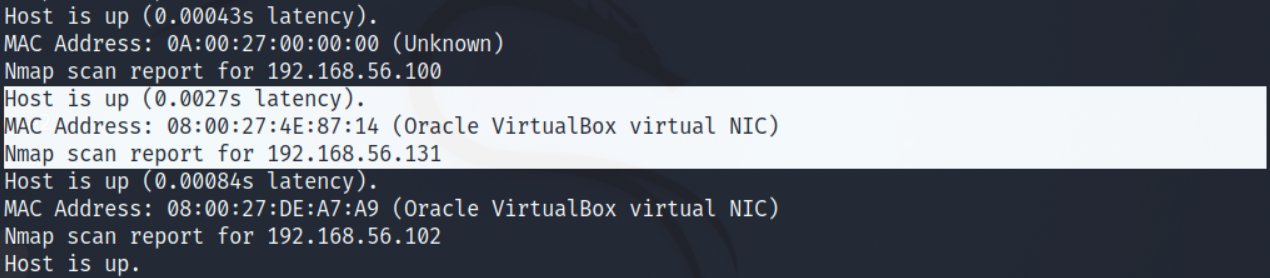 Host is up (0.00043s latency).
MAC Address: 0A:00:27:00:00:00 (Unknown)
Nmap scan report for 192.168.56.100
Host is up (0.0027s latency).
MAC Address: 08:00:27:4E:87:14 (Oracle VirtualBox virtual NIC)
Nmap scan report for 192.168.56.131
Host is up (0.00084s latency).
MAC Address: 08:00:27:DE:A7:A9 (Oracle VirtualBox virtual NIC)
Nmap scan report for 192.168.56.102
Host is up.